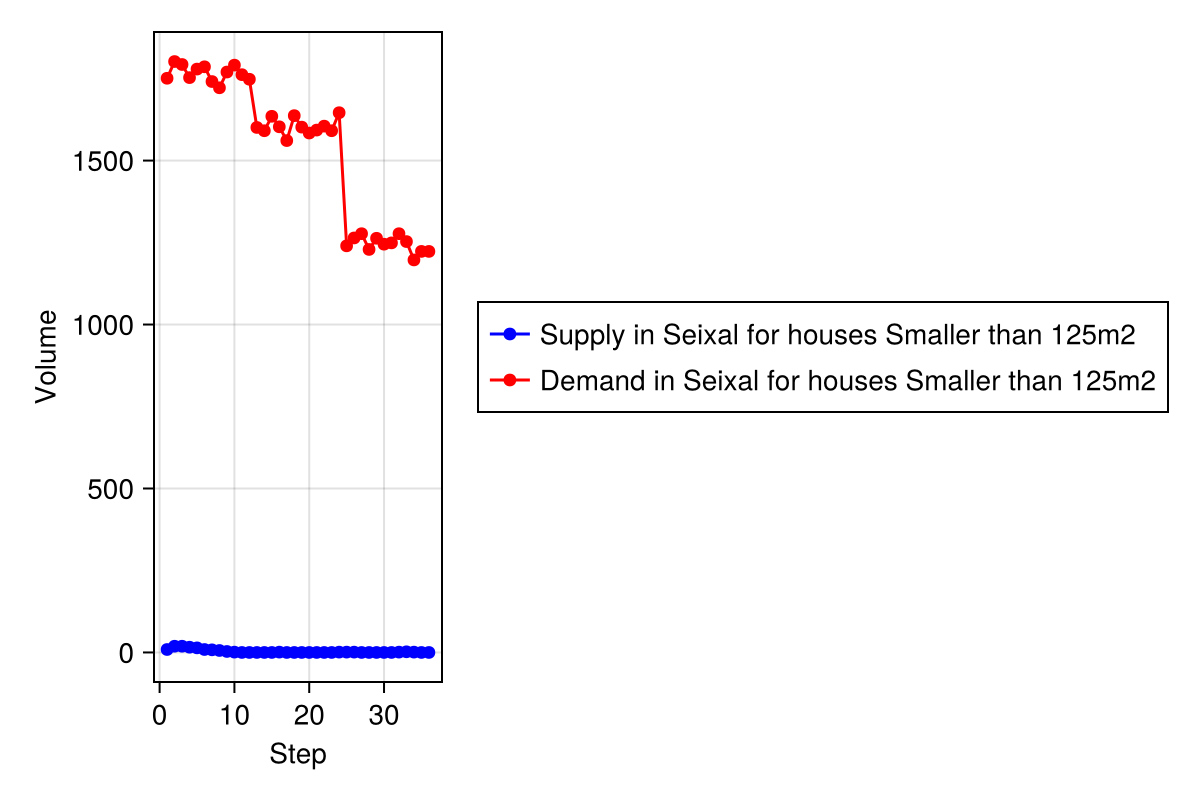 1500
1000
500
0
Volume
0 10 20 30
Step
Supply in Seixal for houses Smaller than 125m2
Demand in Seixal for houses Smaller than 125m2